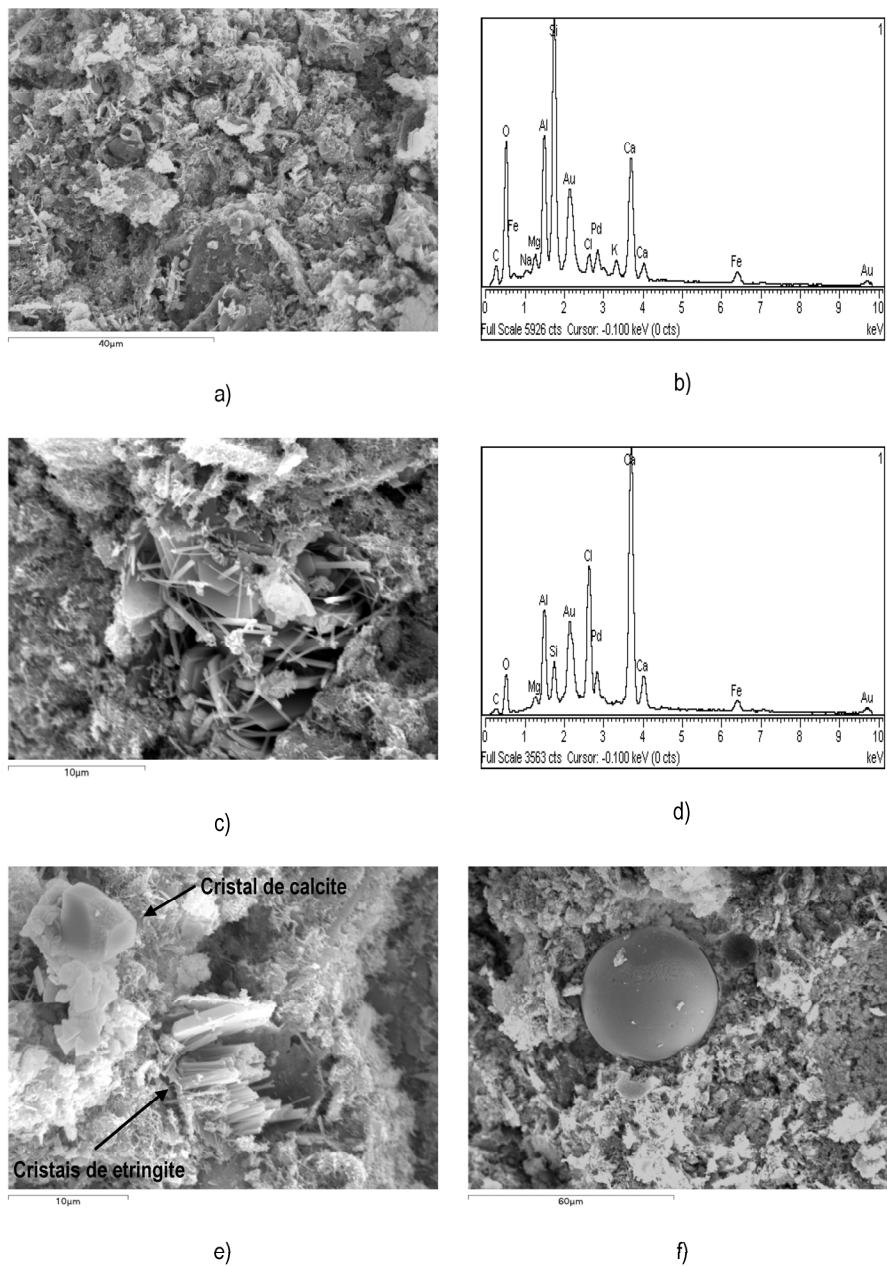 Si
1
O
Al
Ca
Au
Fe
Pd
Cl
Mg
K
C
Na
Ca
Fe
Au
0 1 2 3 4 5 6 7 8 9 10
Full Scale 5926 cts Cursor: -0.100 keV (0 cts)
keV
40µm
a)
b)
Ca
1
Cl
Al
Au
Pd
Si
O
Ca
Mg
Fe
C
Au
0 1 2 3 4 5 6 7 8 9 10
Full Scale 3563 cts Cursor: -0.100 keV (0 cts)
keV
10µm
c)
d)
Cristal de calcite
Cristais de etringite
10µm
60µm
e)
f)